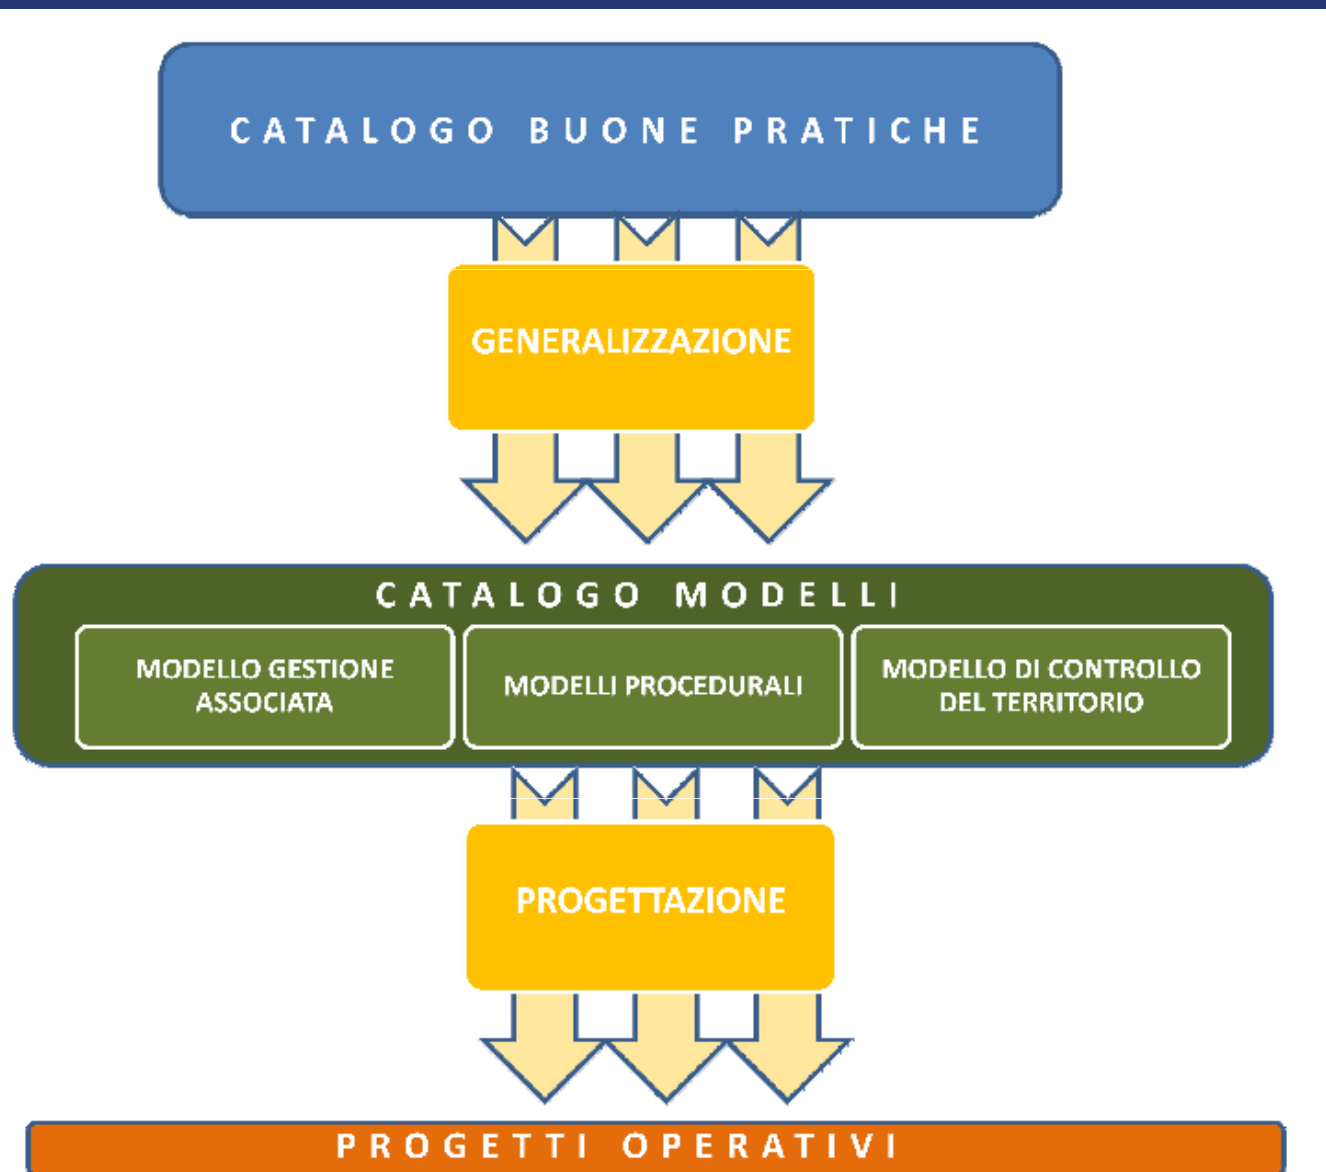 CATALOGO BUONE PRATICHE
GENERALIZZAZIONE
CATALOGO MODELLI
MODELLO GESTIONE
ASSOCIATA
MODELLI PROCEDURALI
MODELLO DI CONTROLLO
DEL TERRITORIO
PROGETTAZIONE
PROGETTI OPERATIVI